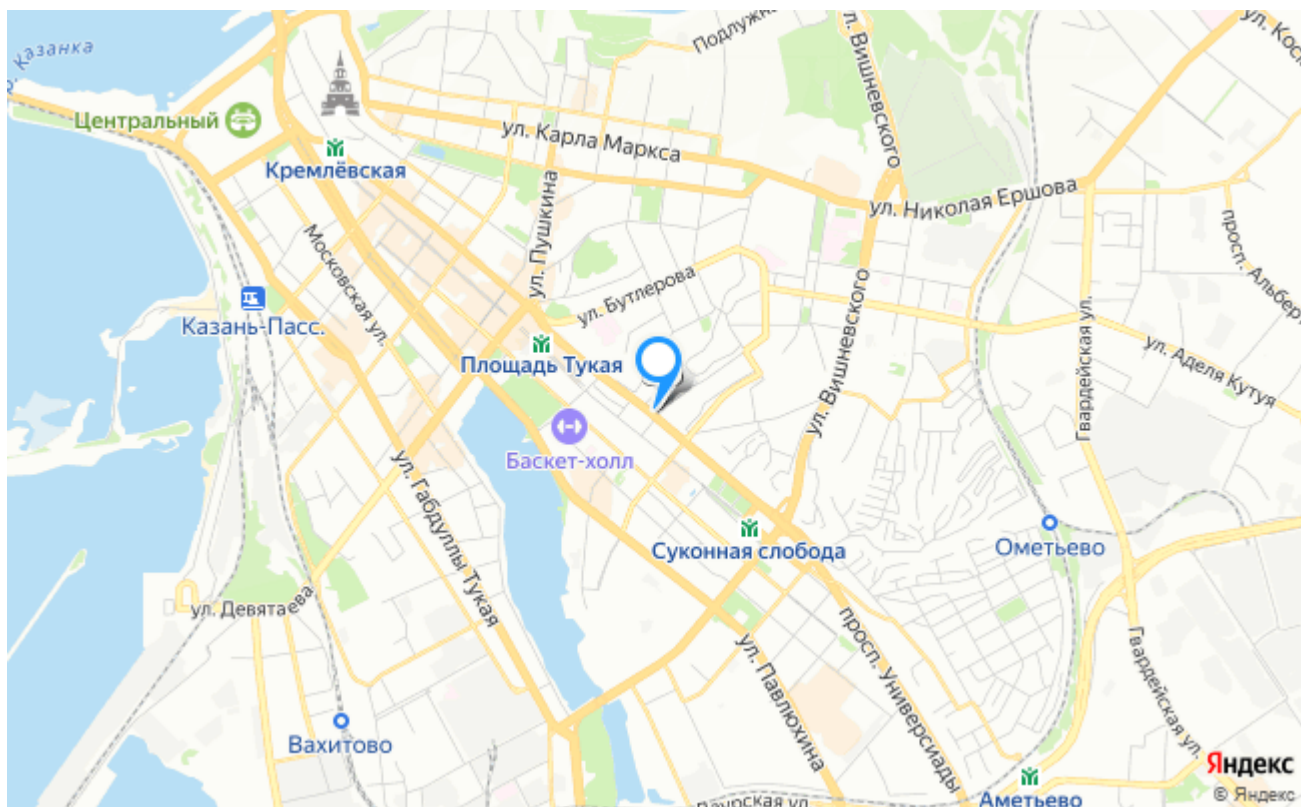 р. Казанка
Подлужная
ул. Вишневского
ул. Кос
Центральный
ул. Карла Маркса
Кремлёвская
ул. Николая Ершова
ул. Пушкина
просп. Альберт
Московская ул.
ул. Бутлерова
Казань-Пасс.
ул. Вишневского
Гвардейская ул.
Площадь Тукая
ул. Аделя Кутуя
Баскет-холл
ул. Габдуллы Тукая
Суконная слобода
Ометьево
ул. Девятаева
просп. Универсиады
ул. Павлюхина
Гвардейская ул.
Вахитово
Яндекс
Аметьево
© Яндекс